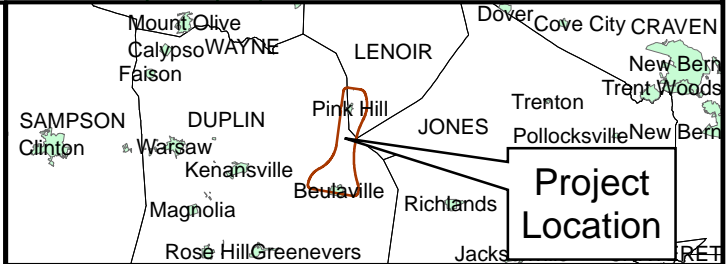 Dover
Mount Olive
Cove City
CRAVEN
Calypso
WAYNE
LENOIR
New Bern
Faison
Trent Woods
Pink Hill
Trenton
SAMPSON
DUPLIN
JONES
Pollocksville
New Bern
Clinton
Warsaw
Kenansville
Project
Location
Beulaville
Richlands
Magnolia
Rose Hill
Greenevers